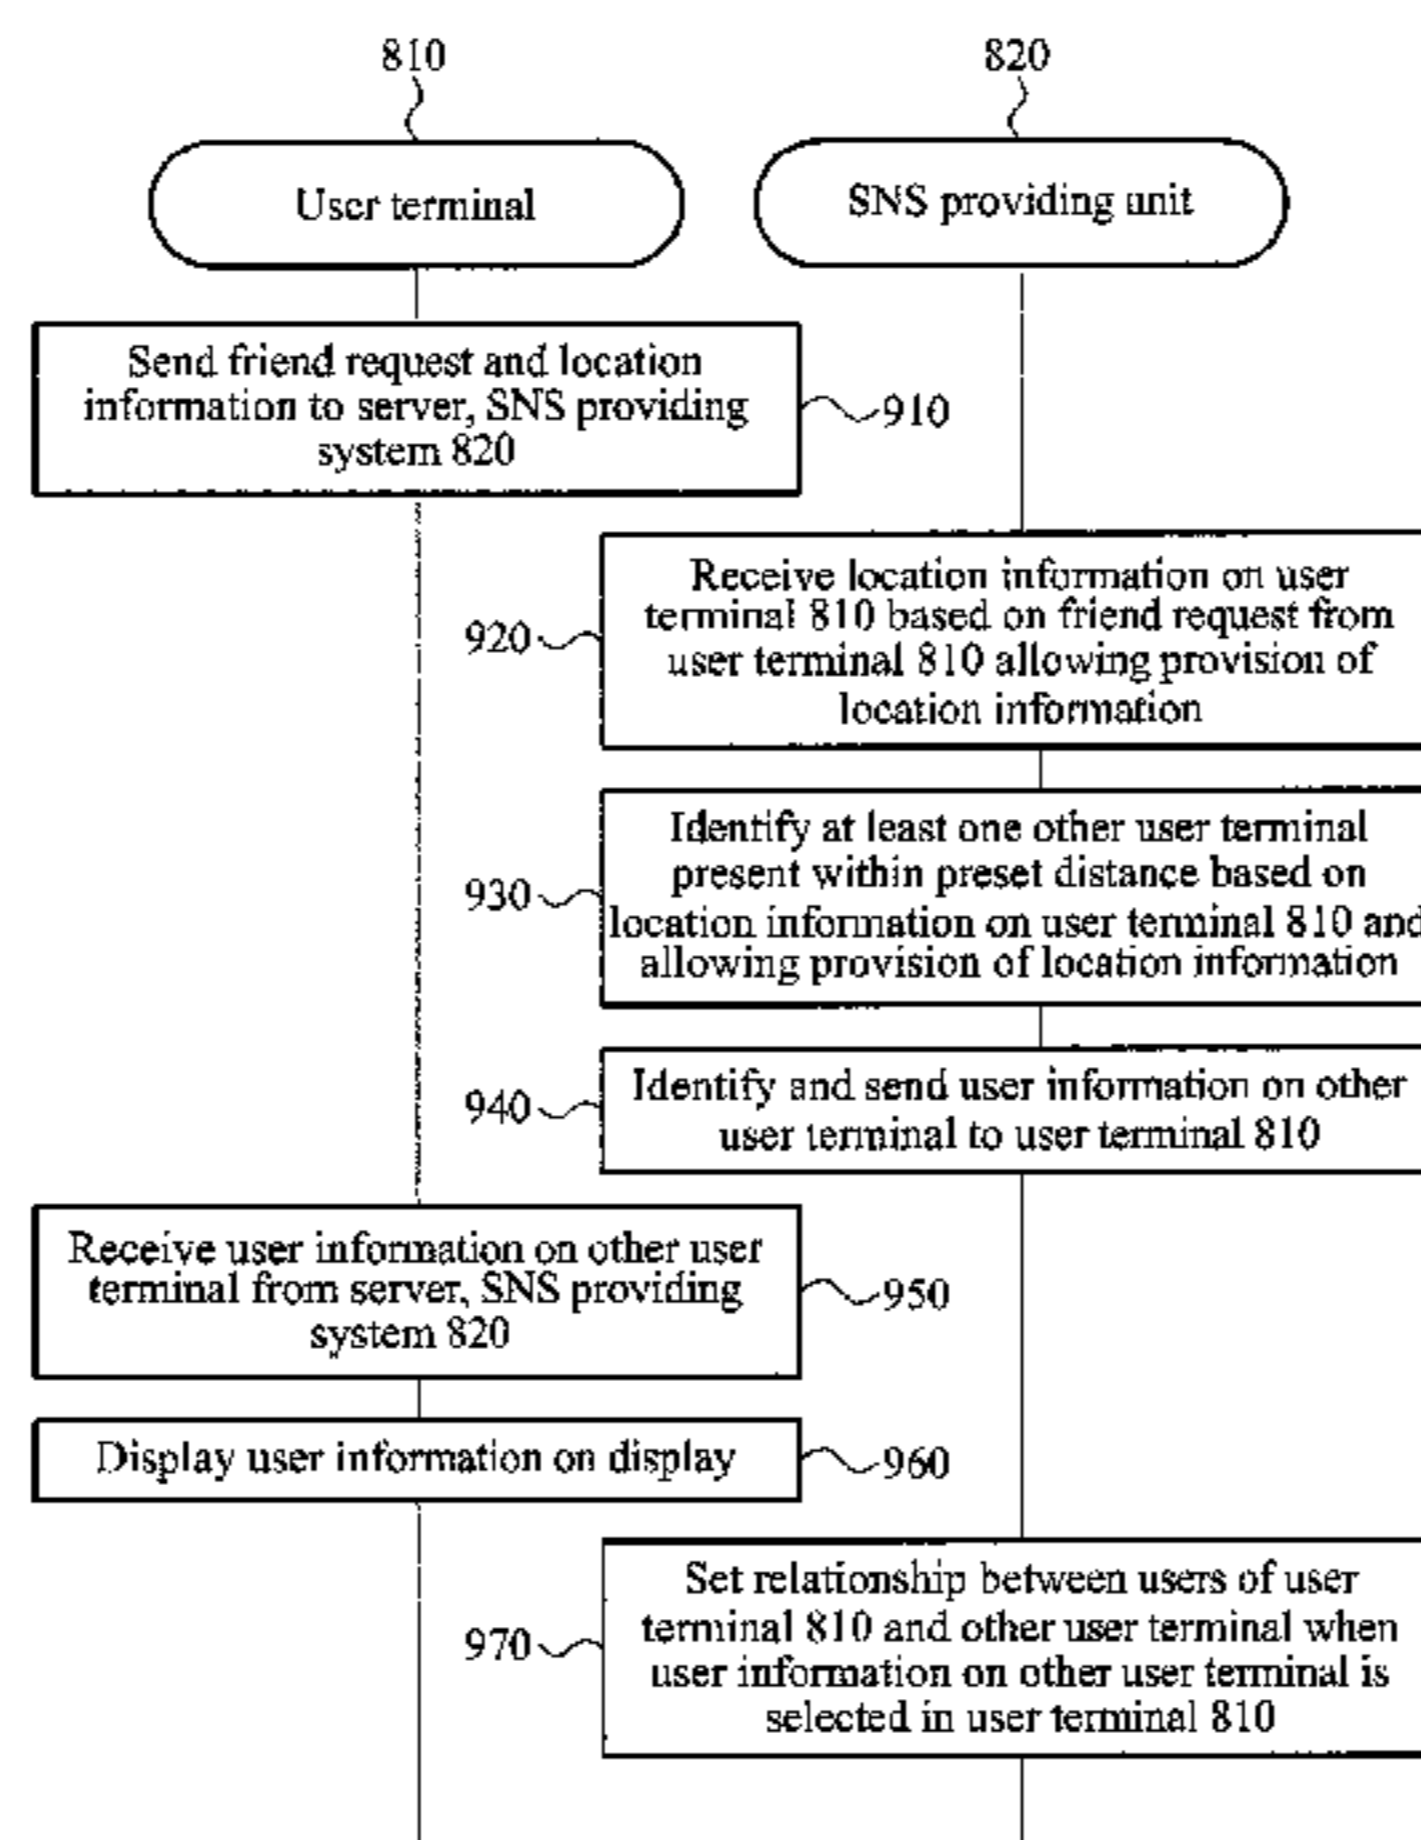 810
820
User terminal
SNS providing unit
Send friend request and location
information to server, SNS providing
system 820
910
Receive location information on user
terminal 810 based on friend request from
user terminal 810 allowing provision of
location information
920
Identify at least one other user terminal
present within preset distance based on
location information on user terminal 810 and
allowing provision of location information
930
Identify and send user information on other
user terminal to user terminal 810
940
Receive user information on other user
terminal from server, SNS providing
system 820
950
Display user information on display
960
Set relationship between users of user
terminal 810 and other user terminal when
user information on other user terminal is
selected in user terminal 810
970